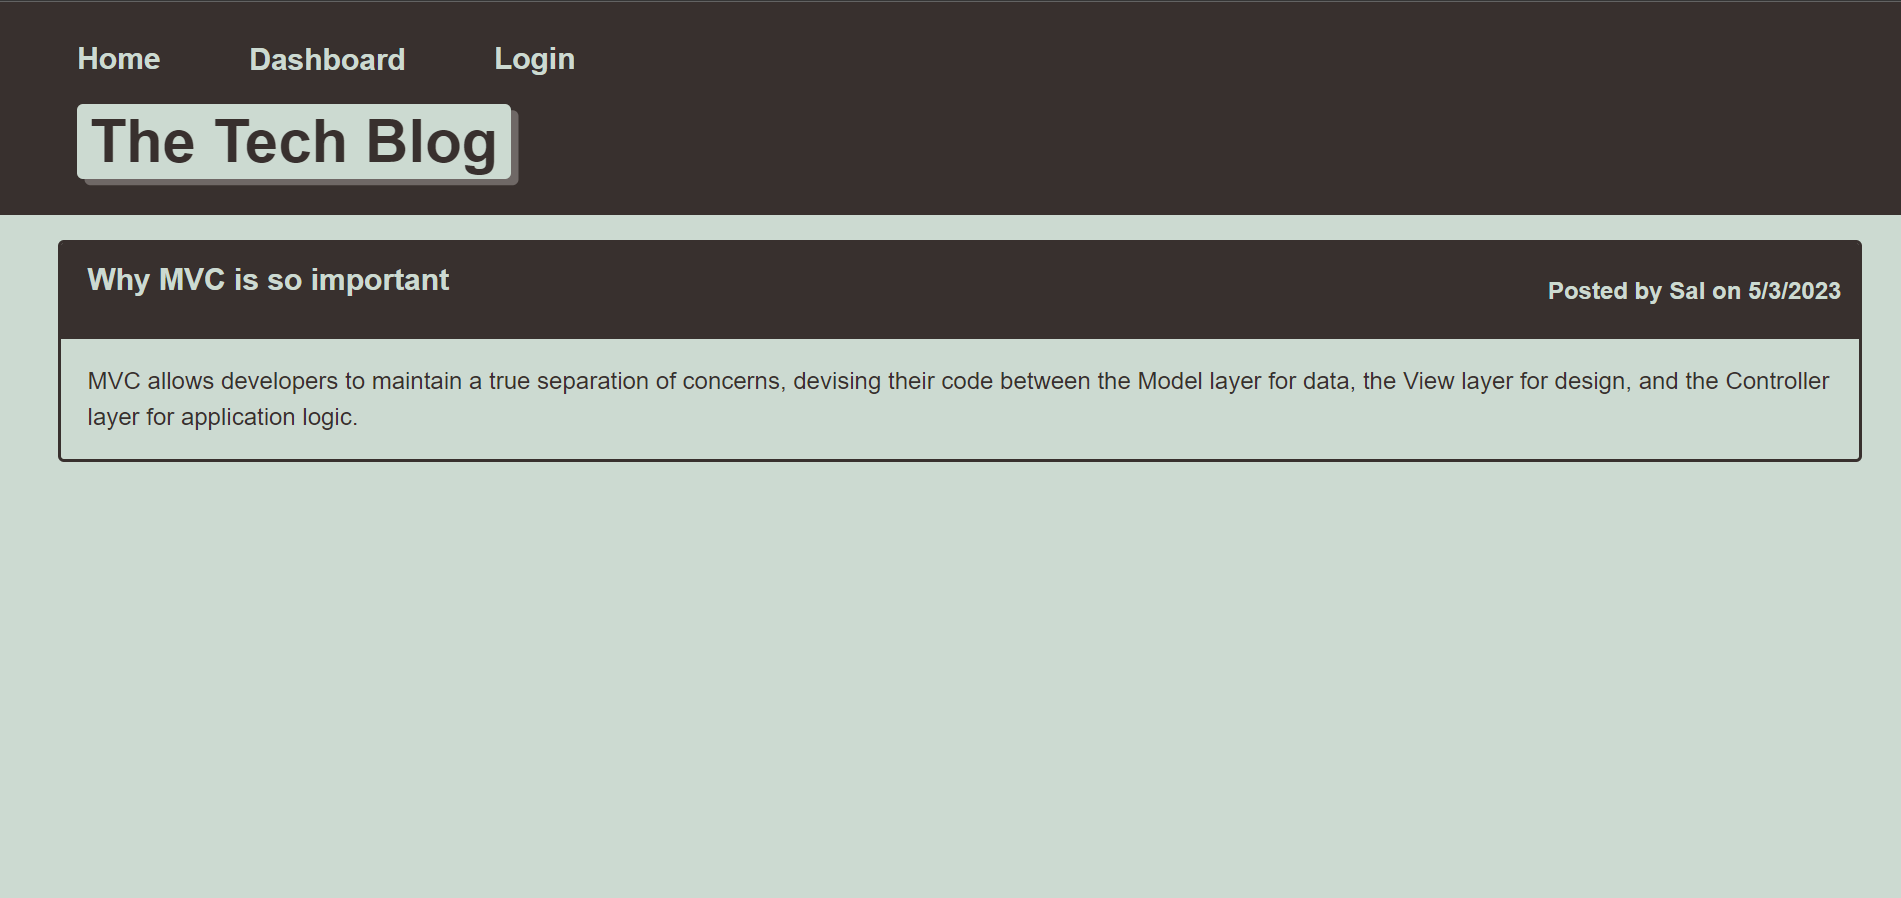 Home Dashboard Login
The Tech Blog
Why MVC is so important
Posted by Sal on 5/3/2023
MVC allows developers to maintain a true separation of concerns, devising their code between the Model layer for data, the View layer for design, and the Controller
layer for application logic.